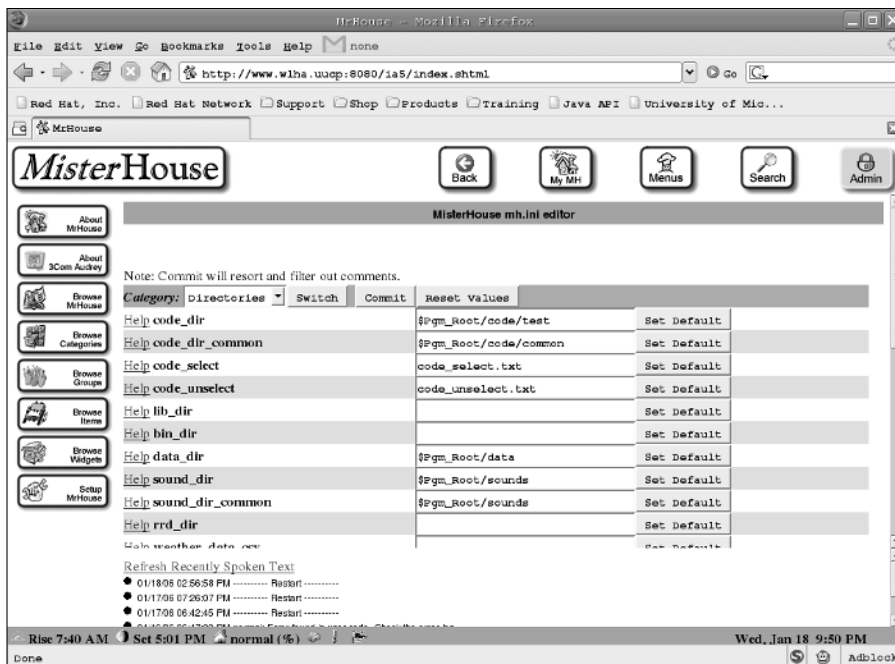 MrHouse - Mozilla Firefox
File Edit View Go Bookmarks Tools Help none
http://www.wlha.uucp:8080/ia5/index.shtml Go G
Red Hat, Inc. Red Hat Network Support Shop Products Training Java API University of Mic...
MrHouse
MisterHouse Back My MH Menus Search Admin
About MrHouse
About 3Com Audrey
Browse MrHouse
Browse Categories
Browse Groups
Browse Items
Browse Widgets
Setup MrHouse
MisterHouse mh.ini editor
Note: Commit will resort and filter out comments.
Category: Directories Switch Commit Reset Values
Help code_dir $Pgm_Root/code/test Set Default
Help code_dir_common $Pgm_Root/code/common Set Default
Help code_select code_select.txt Set Default
Help code_unselect code_unselect.txt Set Default
Help lib_dir Set Default
Help bin_dir Set Default
Help data_dir $Pgm_Root/data Set Default
Help sound_dir $Pgm_Root/sounds Set Default
Help sound_dir_common $Pgm_Root/sounds Set Default
Help rrd_dir Set Default
Help weather_data_csv Set Default
Refresh Recently Spoken Text
01/18/06 02:56:58 PM ---------- Restart ----------
01/17/06 07:26:07 PM ---------- Restart ----------
01/17/06 06:42:45 PM ---------- Restart ----------
Rise 7:40 AM Set 5:01 PM normal (%) Wed, Jan 18 9:50 PM
Done Adblock